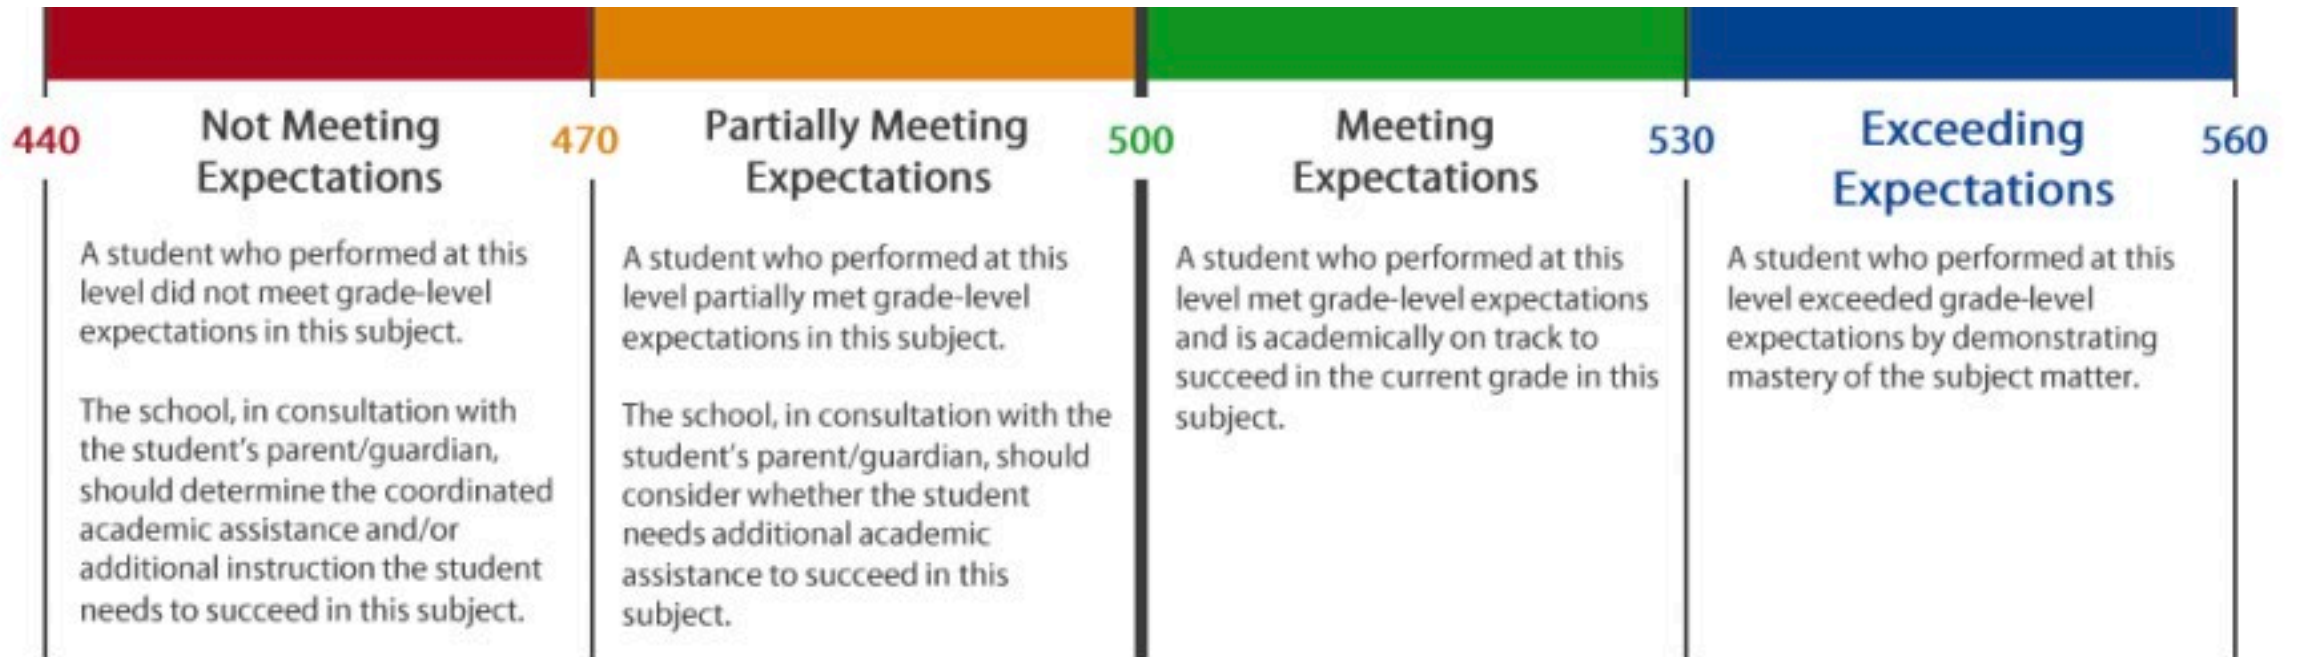 440
Not Meeting
Expectations
A student who performed at this
level did not meet grade-level
expectations in this subject.
The school, in consultation with
the student's parent/guardian,
should determine the coordinated
academic assistance and/or
additional instruction the student
needs to succeed in this subject.
470
Partially Meeting
Expectations
A student who performed at this
level partially met grade-level
expectations in this subject.
The school, in consultation with the
student's parent/guardian, should
consider whether the student
needs additional academic
assistance to succeed in this
subject.
500
Meeting
Expectations
A student who performed at this
level met grade-level expectations
and is academically on track to
succeed in the current grade in this
subject.
530
Exceeding
Expectations
A student who performed at this
level exceeded grade-level
expectations by demonstrating
mastery of the subject matter.
560